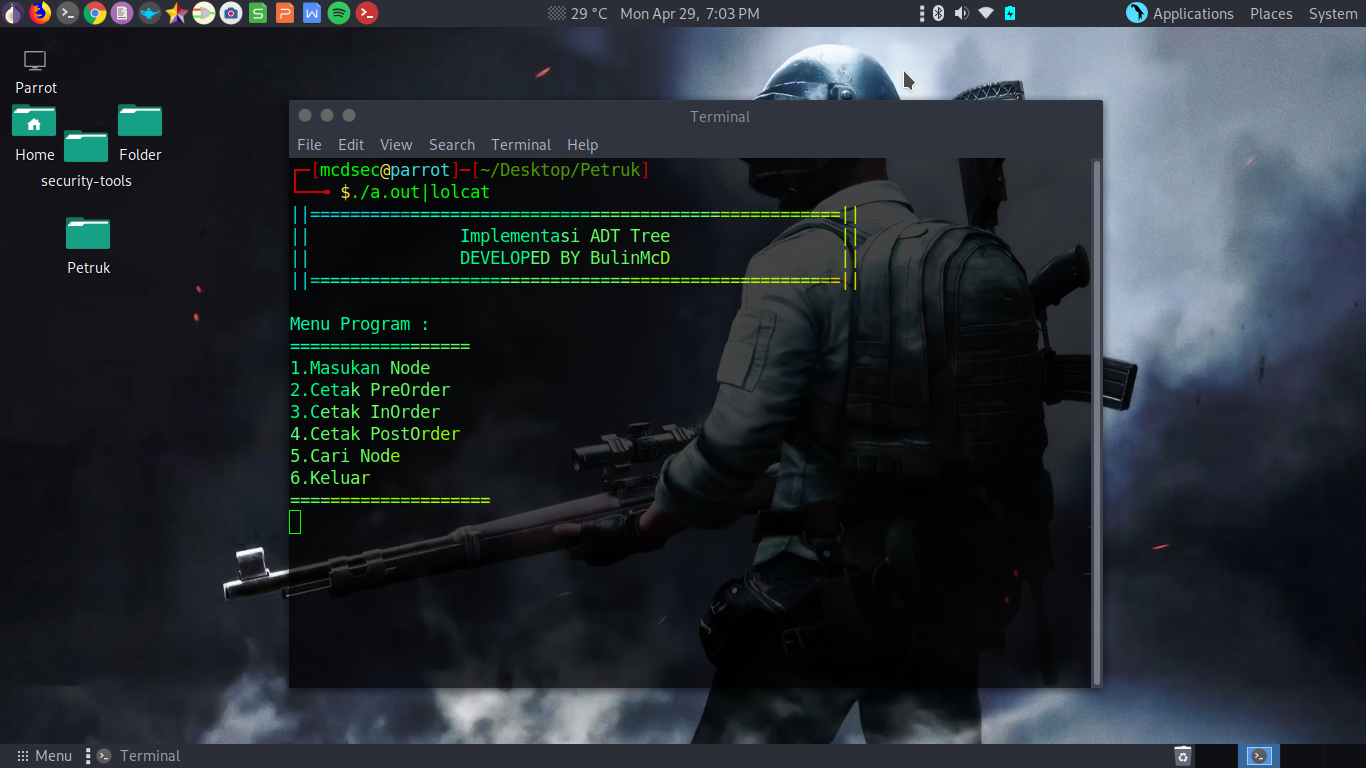 29 °C Mon Apr 29, 7:03 PM
Applications Places System
Parrot
Home
Folder
security-tools
Petruk
Terminal
File Edit View Search Terminal Help
┌─[mcdsec@parrot]─[~/Desktop/Petruk]
└──╼ $./a.out|lolcat
||=====================================================||
|| Implementasi ADT Tree ||
|| DEVELOPED BY BulinMcD ||
||=====================================================||
Menu Program :
==================
1.Masukan Node
2.Cetak PreOrder
3.Cetak InOrder
4.Cetak PostOrder
5.Cari Node
6.Keluar
====================
Menu Terminal